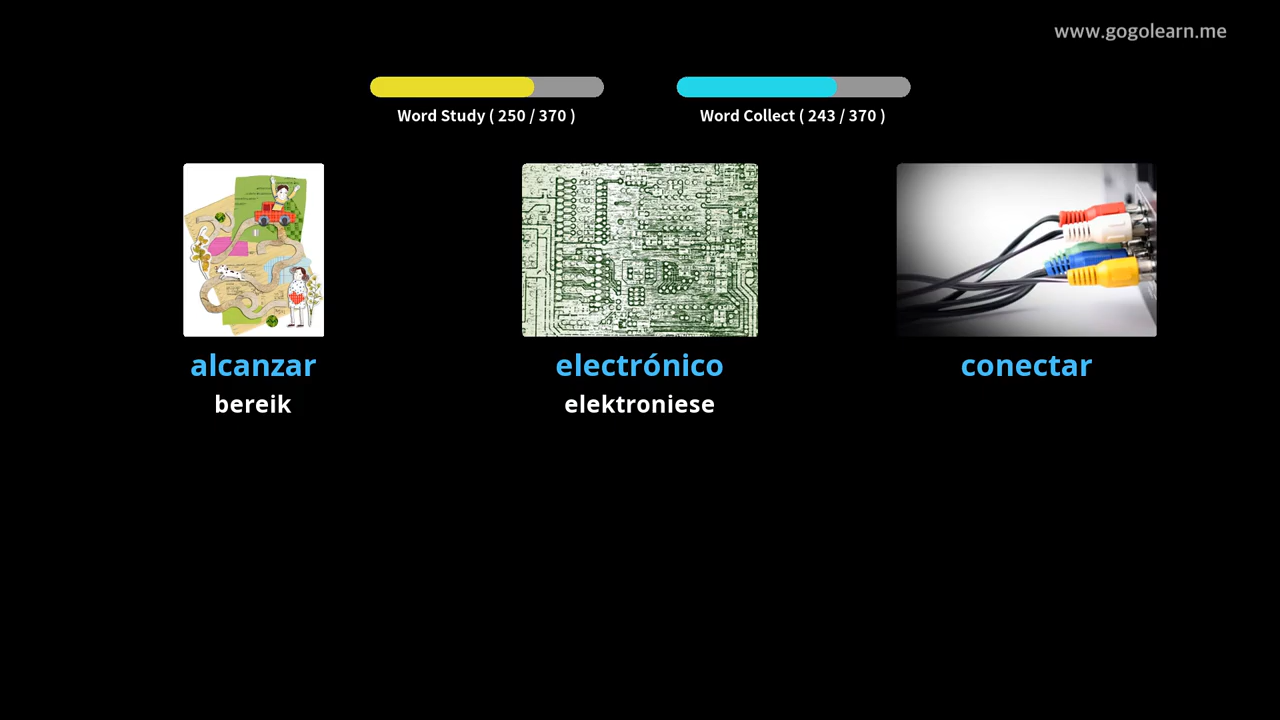 www.gogolearn.me
Word Study ( 250 / 370 )
Word Collect ( 243 / 370 )
alcanzar
bereik
electrónico
elektroniese
conectar